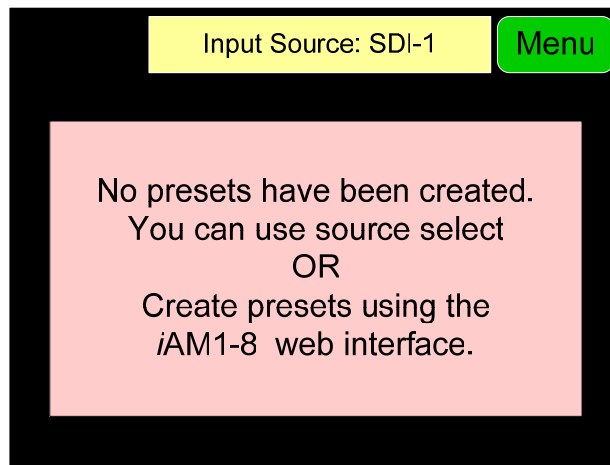 Input Source: SDI-1
Menu
No presets have been created.
You can use source select
OR
Create presets using the
iAM1-8 web interface.